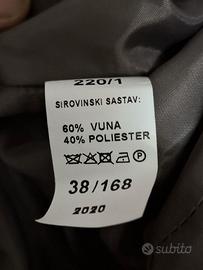 220/1
SIROVINSKI SASTAV:
60% VUNA
40% POLIESTER
P
38/168
2020
subito